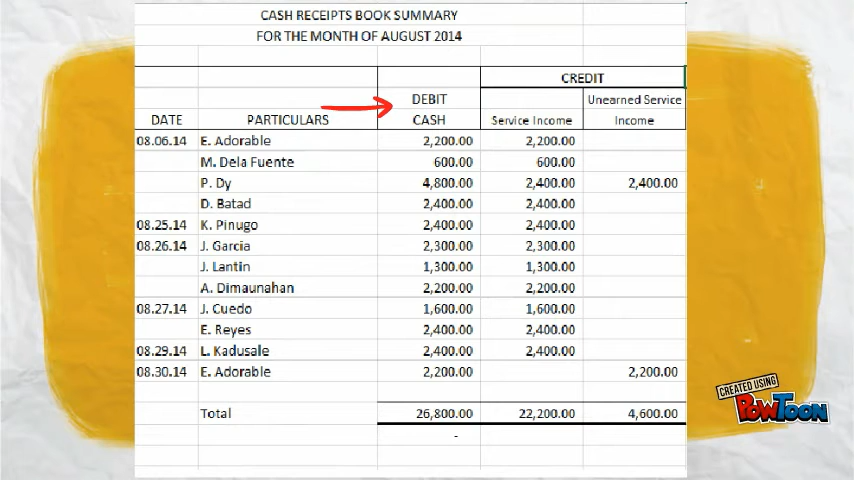 CASH RECEIPTS BOOK SUMMARY
FOR THE MONTH OF AUGUST 2014
CREDIT
DEBIT Unearned Service
DATE PARTICULARS CASH Service Income Income
08.06.14 E. Adorable 2,200.00 2,200.00
M. Dela Fuente 600.00 600.00
P. Dy 4,800.00 2,400.00 2,400.00
D. Batad 2,400.00 2,400.00
08.25.14 K. Pinugo 2,400.00 2,400.00
08.26.14 J. Garcia 2,300.00 2,300.00
J. Lantin 1,300.00 1,300.00
A. Dimaunahan 2,200.00 2,200.00
08.27.14 J. Cuedo 1,600.00 1,600.00
E. Reyes 2,400.00 2,400.00
08.29.14 L. Kadusale 2,400.00 2,400.00
08.30.14 E. Adorable 2,200.00 2,200.00
Total 26,800.00 22,200.00 4,600.00
-
CREATED USING
POWTOON